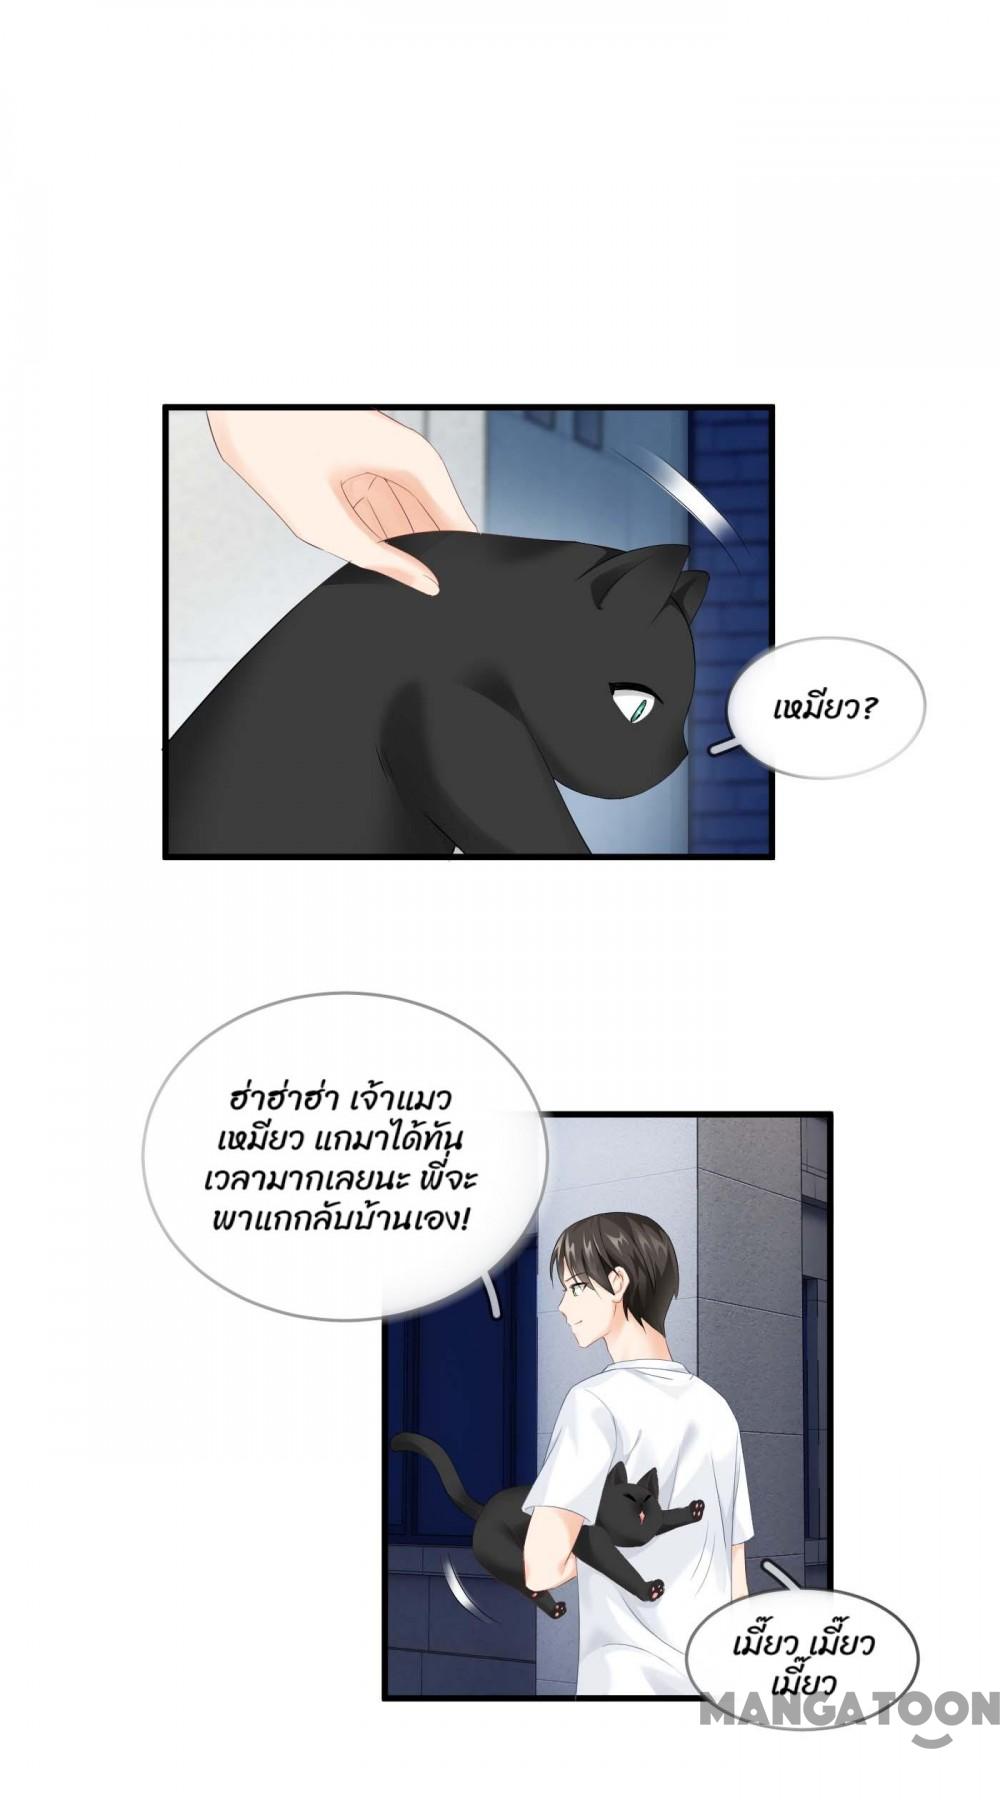 เหมียว?
ฮ่าฮ่าฮ่า เจ้าแมว
เหมียว แกมาได้ทัน
เวลามากเลยนะ พี่จะ
พาแกกลับบ้านเอง!
เมี๊ยว เมี๊ยว
เมี๊ยว
MANGATOON